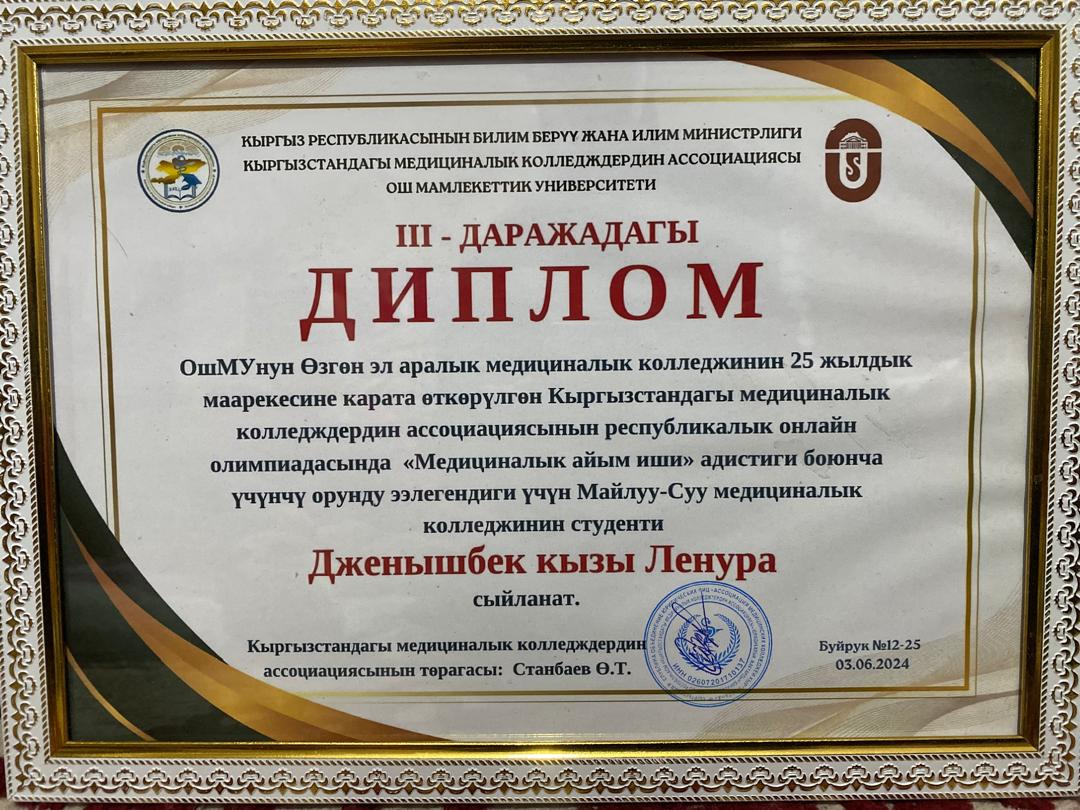 КЫРГЫЗ РЕСПУБЛИКАСЫНЫН БИЛИМ БЕРҮҮ ЖАНА ИЛИМ МИНИСТРЛИГИ
КЫРГЫЗСТАНДАГЫ МЕДИЦИНАЛЫК КОЛЛЕДЖДЕРДИН АССОЦИАЦИЯСЫ
ОШ МАМЛЕКЕТТИК УНИВЕРСИТЕТИ
III - ДАРАЖАДАГЫ
ДИПЛОМ
ОшМУнун Өзгөн эл аралык медициналык колледжинин 25 жылдык
маарекесине карата өткөрүлгөн Кыргызстандагы медициналык
колледждердин ассоциациясынын республикалык онлайн
олимпиадасында «Медициналык айым иши» адистиги боюнча
үчүнчү орунду ээлегендиги үчүн Майлуу-Суу медициналык
колледжинин студенти
Дженышбек кызы Ленура
сыйланат.
Кыргызстандагы медициналык колледждердин
ассоциациясынын төрагасы: Станбаев Ө.Т.
ИНН 02607201710137
Буйрук №12-25
03.06.2024